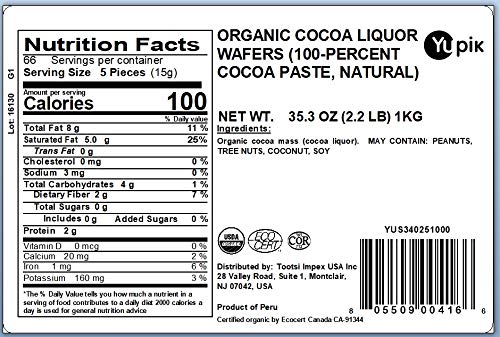 Lot: 16130 G1
Nutrition Facts
66 Servings per container
Serving Size 5 Pieces (15g)
Amount per serving
Calories 100
% Daily value
Total Fat 8 g 11 %
Saturated Fat 5.0 g 25%
Trans Fat 0 g
Cholesterol 0 mg 0 %
Sodium 3 mg 0 %
Total Carbohydrates 4 g 1 %
Dietary Fiber 2 g 7 %
Total Sugars 0 g
Includes 0 g Added Sugars 0 %
Protein 2 g
Vitamin D 0 mcg 0 %
Calcium 20 mg 2 %
Iron 1 mg 6 %
Potassium 160 mg 3 %
*The % Daily Value tells you how much a nutrient in a
serving of food contributes to a daily diet 2000 calories a
day is used for general nutrition advice
ORGANIC COCOA LIQUOR
WAFERS (100-PERCENT
COCOA PASTE, NATURAL)
Yupik
NET WT. 35.3 OZ (2.2 LB) 1KG
Ingredients:
Organic cocoa mass (cocoa liquor). MAY CONTAIN: PEANUTS,
TREE NUTS, COCONUT, SOY
USDA
ORGANIC
ECO
CERT
COR
Distributed by: Tootsi Impex USA Inc
28 Valley Road, Suite 1, Montclair,
NJ 07042, USA
Product of Peru
Certified organic by Ecocert Canada CA-91344
YUS340251000
8 05509 00416 6